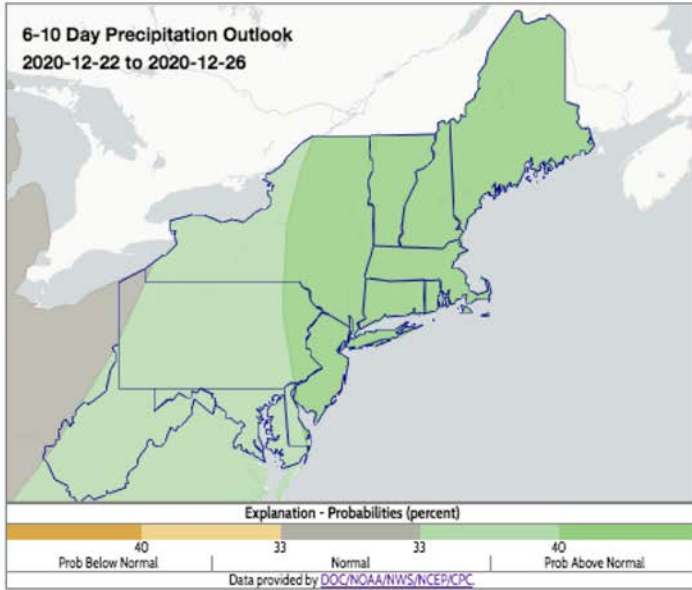 6-10 Day Precipitation Outlook
2020-12-22 to 2020-12-26
Explanation - Probabilities (percent)
40 33 33 40
Prob Below Normal Normal Prob Above Normal
Data provided by DOC/NOAA/NWS/NCEP/CPC.